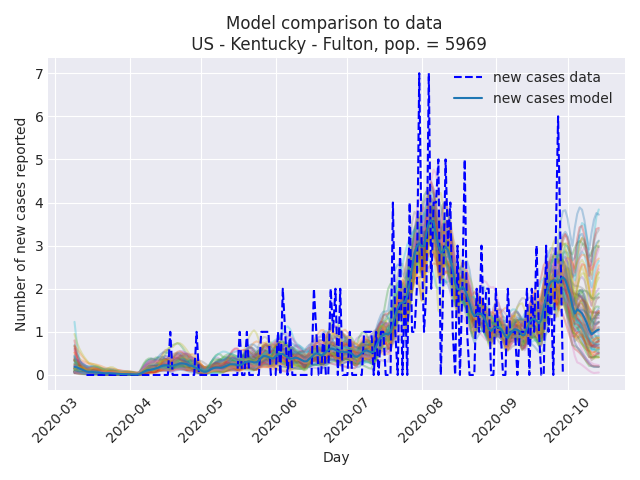 Model comparison to data
US - Kentucky - Fulton, pop. = 5969
new cases data
new cases model
Number of new cases reported
7
6
5
4
3
2
1
0
2020-03
2020-04
2020-05
2020-06
2020-07
2020-08
2020-09
2020-10
Day